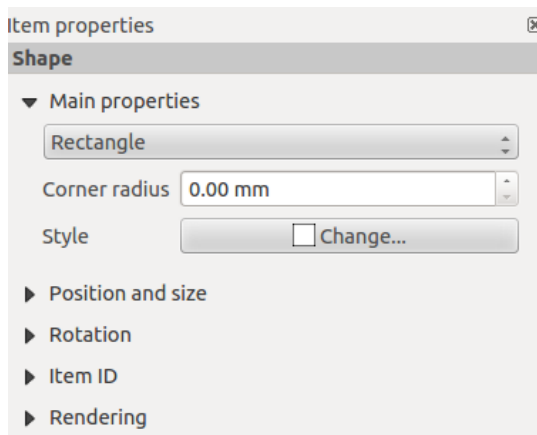 Item properties
Shape
Main properties
Rectangle
Corner radius 0.00 mm
Style Change...
Position and size
Rotation
Item ID
Rendering